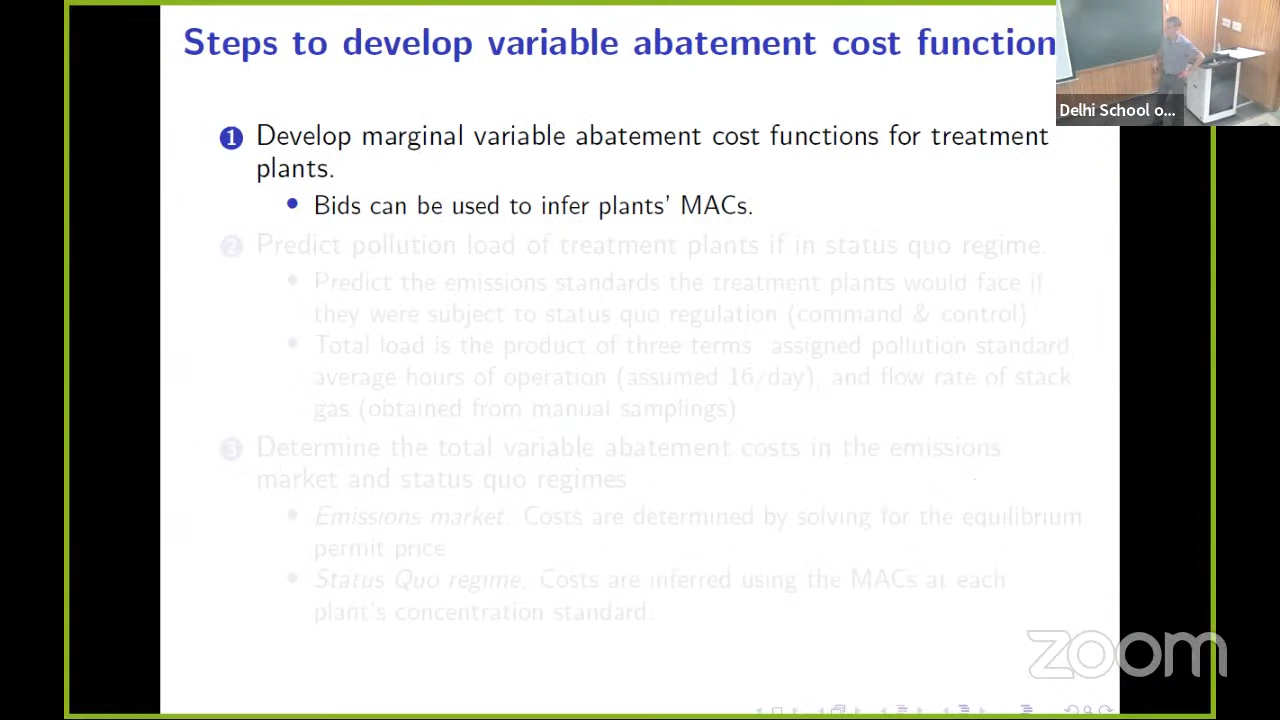 Steps to develop variable abatement cost function
Delhi School o...
1 Develop marginal variable abatement cost functions for treatment
plants.
• Bids can be used to infer plants' MACs.
2 Predict pollution load of treatment plants if in status quo regime.
• Predict the emissions standards the treatment plants would face if
they were subject to status quo regulation (command & control)
• Total load is the product of three terms assigned pollution standard,
average hours of operation (assumed 16/day), and flow rate of stack
gas (obtained from manual samplings)
3 Determine the total variable abatement costs in the emissions
market and status quo regimes
• Emissions market. Costs are determined by solving for the equilibrium
permit price
• Status Quo regime. Costs are inferred using the MACs at each
plant's concentration standard.
zoom